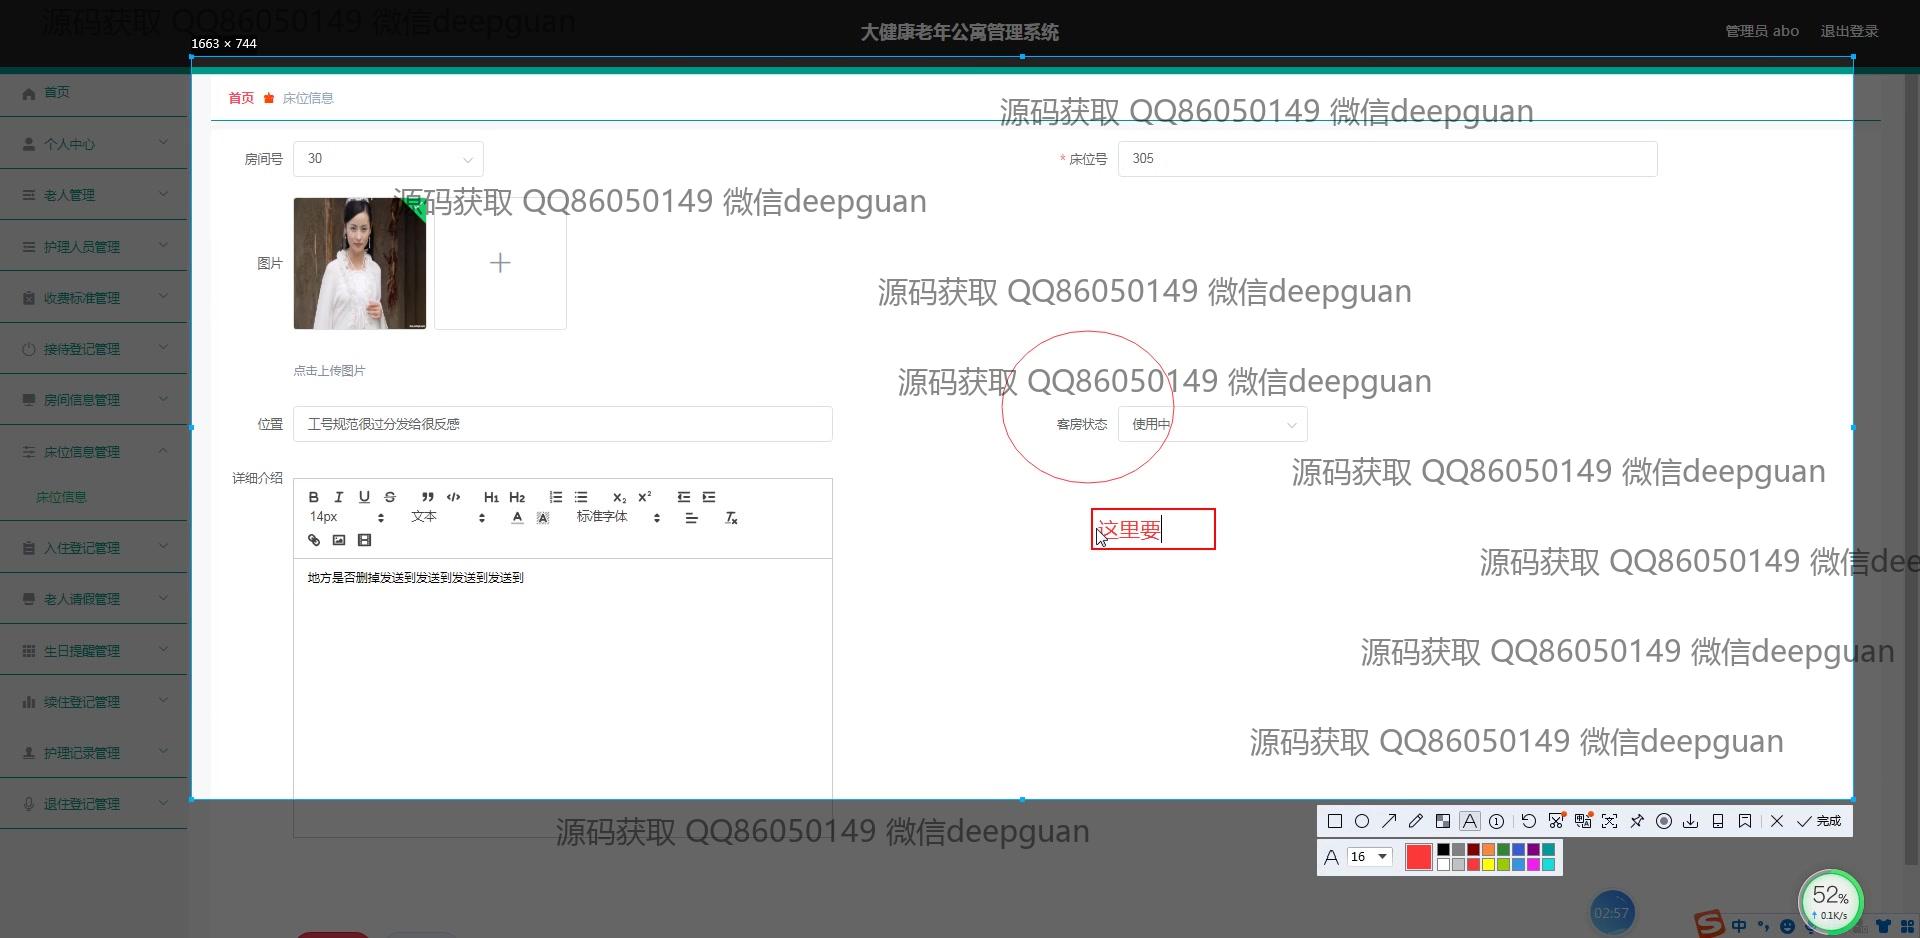 源码获取 QQ86050149 微信deepguan
大健康老年公寓管理系统
管理员 abo
退出登录
1663 × 744
首页
个人中心
老人管理
护理人员管理
收费标准管理
接待登记管理
房间信息管理
床位信息管理
床位信息
入住登记管理
老人请假管理
生日提醒管理
续住登记管理
护理记录管理
退住登记管理
首页 床位信息
源码获取 QQ86050149 微信deepguan
房间号 30
* 床位号 305
源码获取 QQ86050149 微信deepguan
图片
源码获取 QQ86050149 微信deepguan
点击上传图片
源码获取 QQ86050149 微信deepguan
位置 工号规范很过分发给很反感
客房状态 使用中
源码获取 QQ86050149 微信deepguan
详细介绍
B I U S H1 H2 X₂ X²
14px 文本 A A 标准字体 Tx
这里要
源码获取 QQ86050149 微信dee
地方是否删掉发送到发送到发送到发送到
源码获取 QQ86050149 微信deepguan
源码获取 QQ86050149 微信deepguan
源码获取 QQ86050149 微信deepguan
A 1 完成
A 16
52%
0.1K/s
02:57
S 中